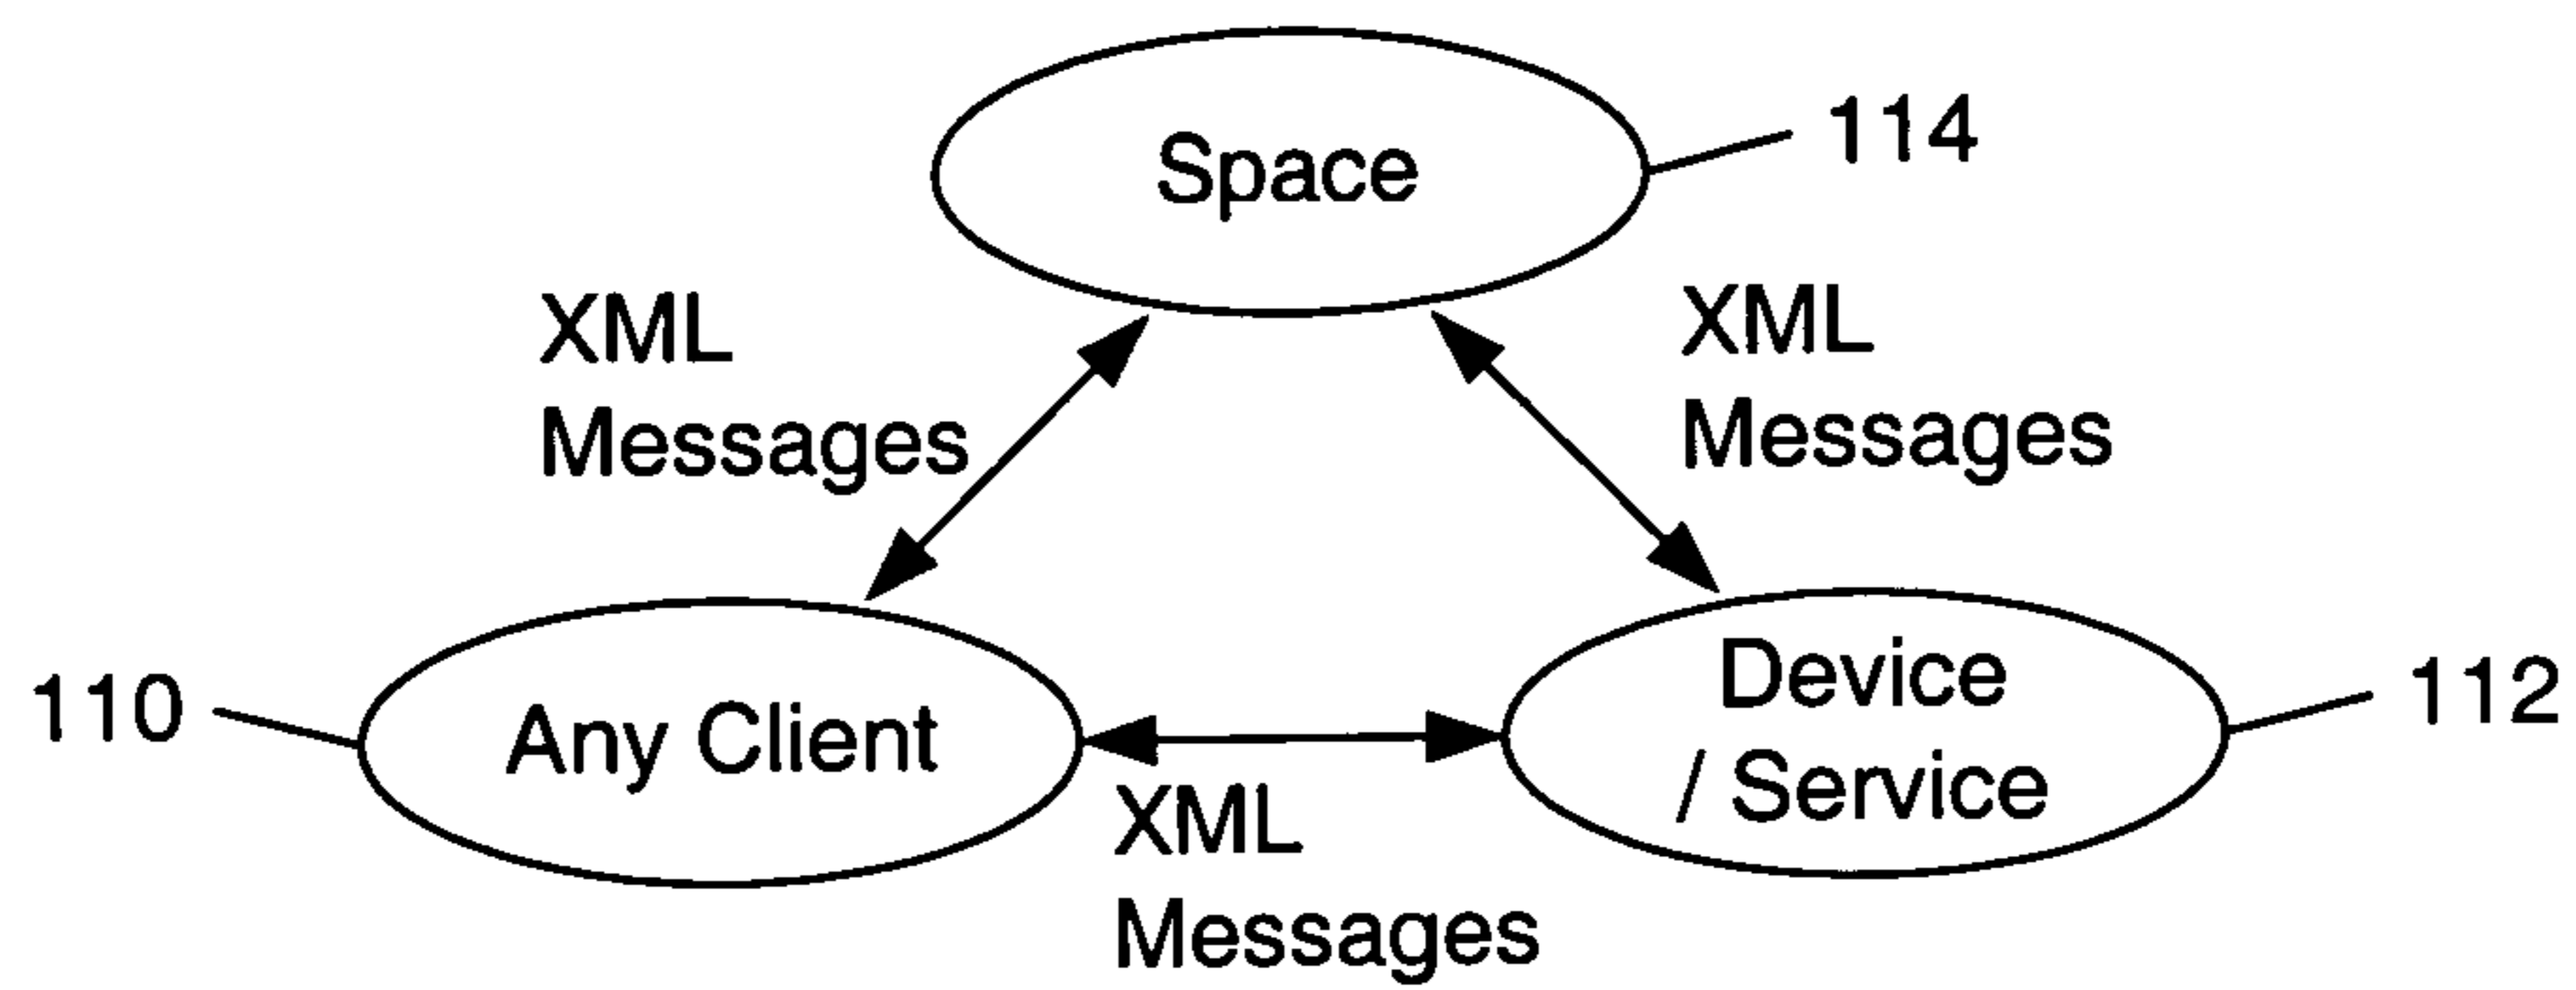 Space
114
XML
Messages
XML
Messages
110
Any Client
Device
/ Service
112
XML
Messages